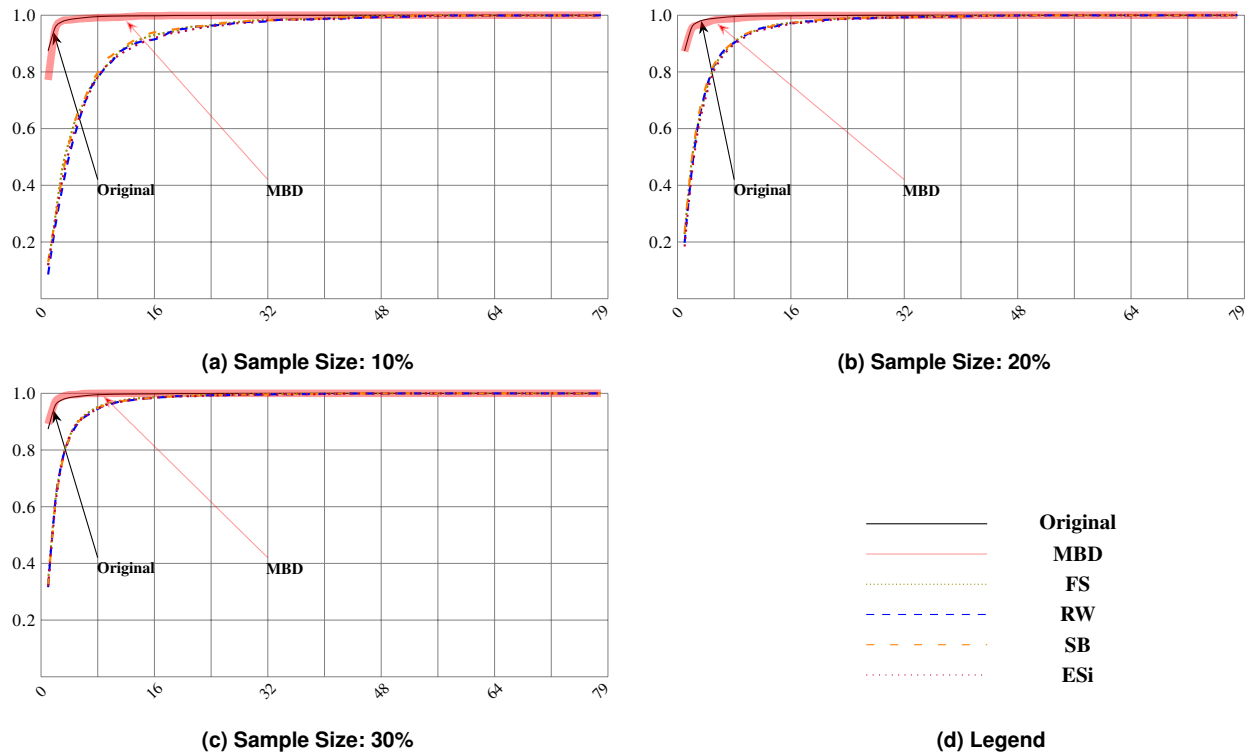 1.0
0.8
0.6
0.4
0.2
Original
MBD
0 16 32 48 64 79
(a) Sample Size: 10%
1.0
0.8
0.6
0.4
0.2
Original
MBD
0 16 32 48 64 79
(b) Sample Size: 20%
1.0
0.8
0.6
0.4
0.2
Original
MBD
0 16 32 48 64 79
(c) Sample Size: 30%
Original
MBD
FS
RW
SB
ESi
(d) Legend